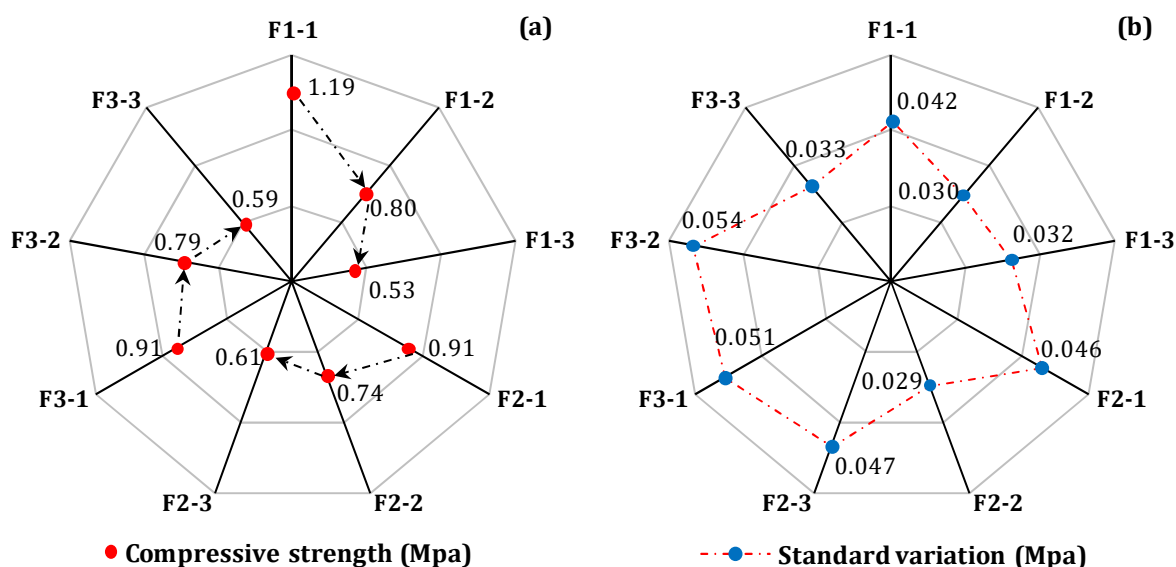 F1-1
(a)
1.19
F3-3
F1-2
0.59
0.80
F3-2
0.79
F1-3
0.53
0.91
0.61
0.91
0.74
F3-1
F2-1
F2-3
F2-2
Compressive strength (Mpa)
F1-1
(b)
0.042
F3-3
F1-2
0.033
0.030
0.054
F3-2
0.032
F1-3
0.051
0.046
0.029
F3-1
F2-1
0.047
F2-3
F2-2
Standard variation (Mpa)